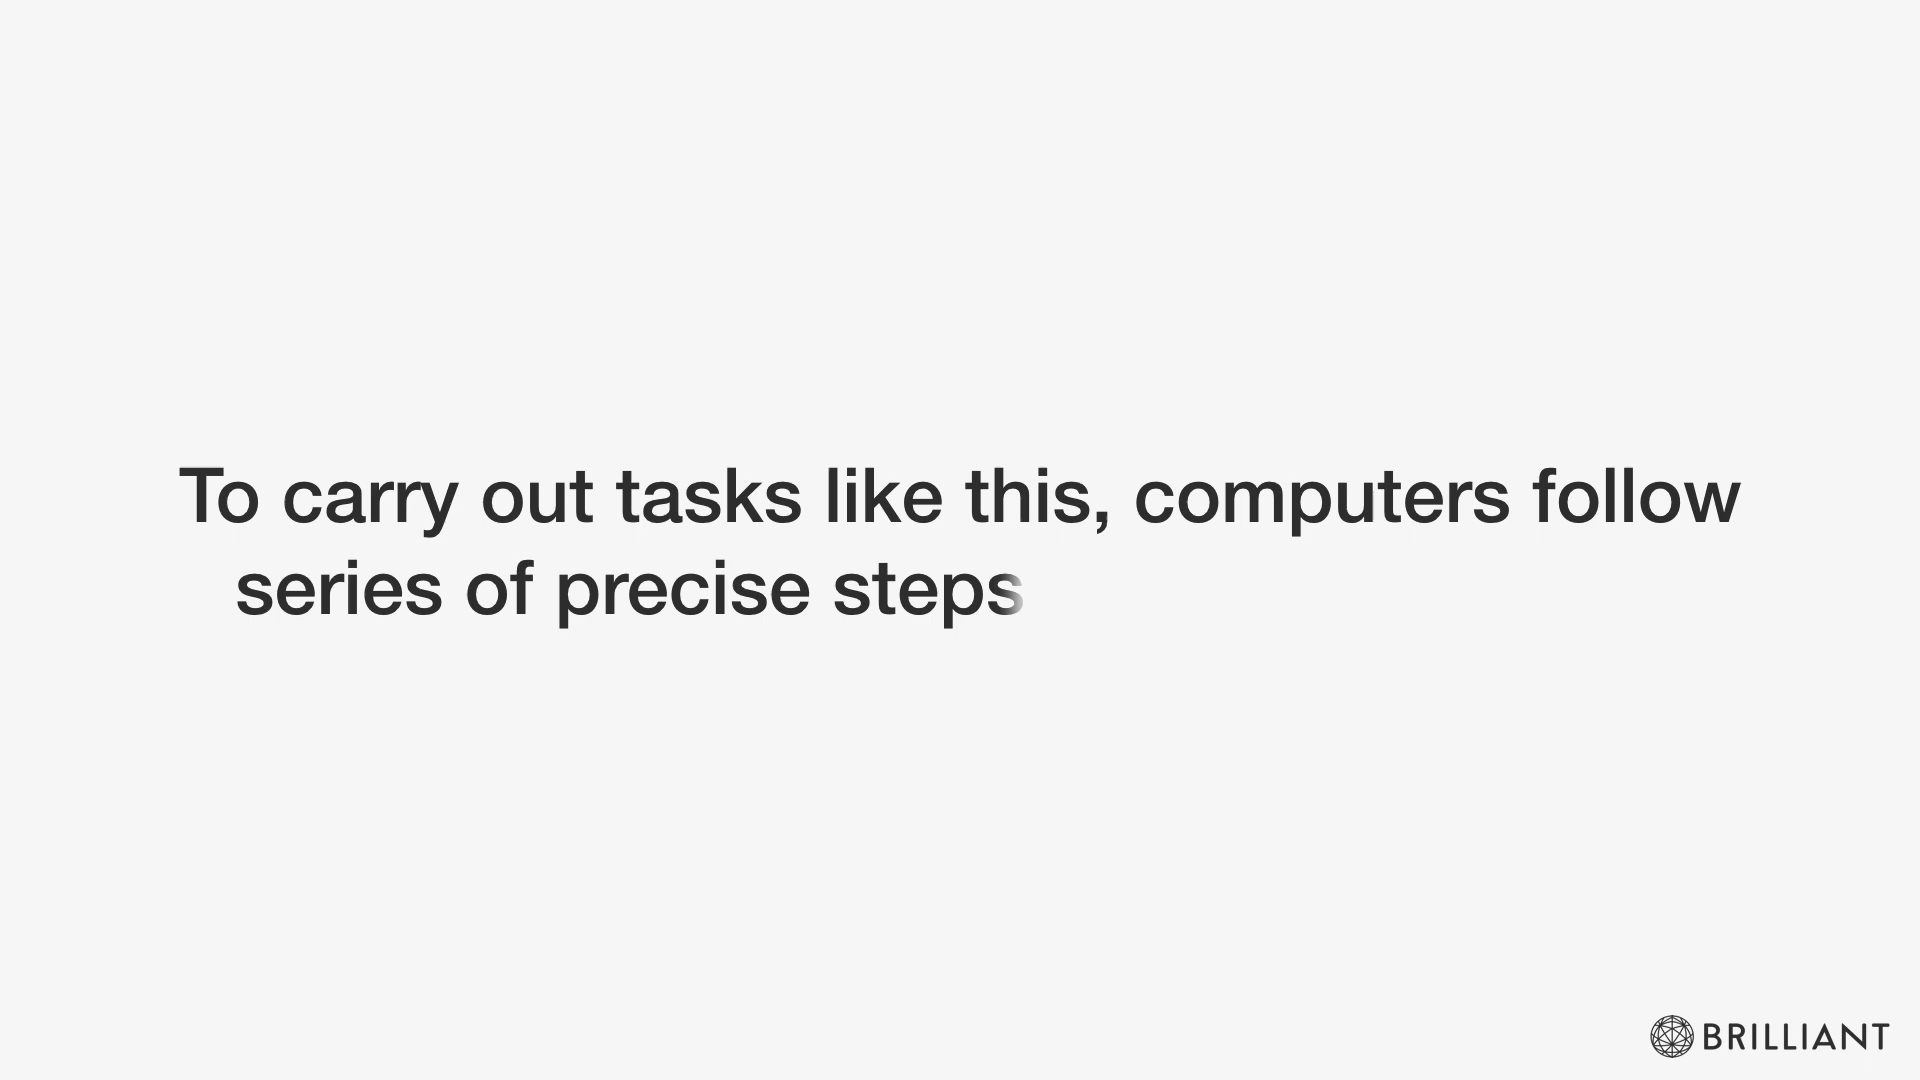 To carry out tasks like this, computers follow
series of precise steps
BRILLIANT